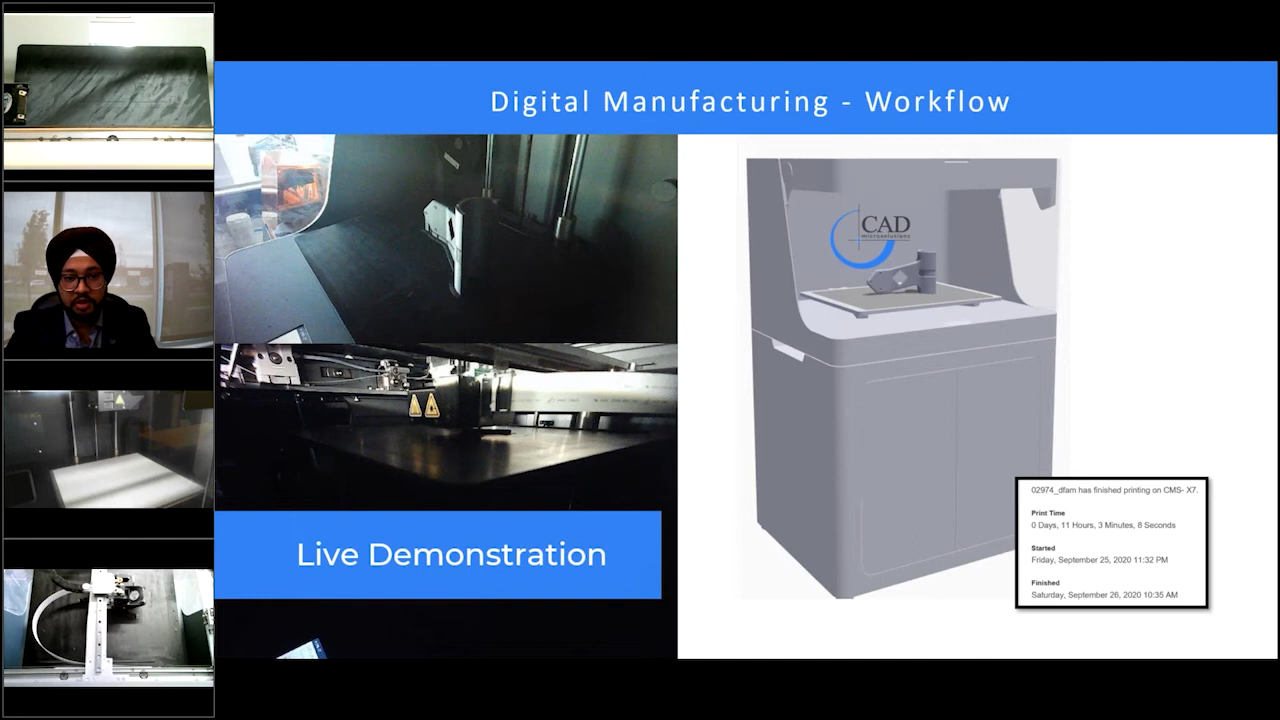 Digital Manufacturing - Workflow
CAD
microsolutions
Live Demonstration
02974_dfam has finished printing on CMS- X7.
Print Time
0 Days, 11 Hours, 3 Minutes, 8 Seconds
Started
Friday, September 25, 2020 11:32 PM
Finished
Saturday, September 26, 2020 10:35 AM